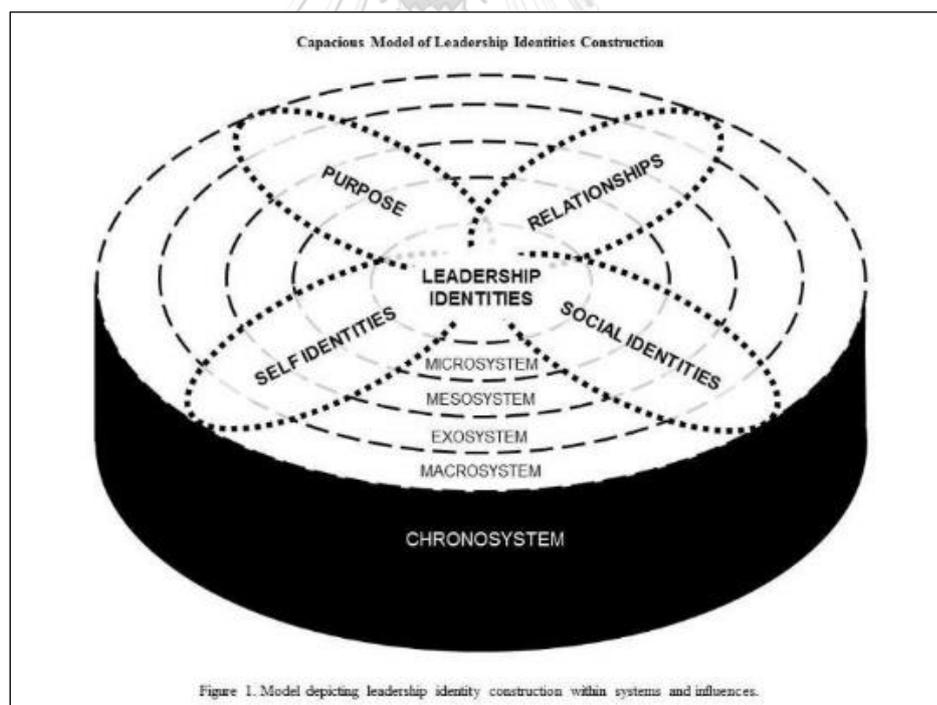 Capacious Model of Leadership Identities Construction
PURPOSE
RELATIONSHIPS
LEADERSHIP
IDENTITIES
SELF IDENTITIES
SOCIAL IDENTITIES
MICROSYSTEM
MESOSYSTEM
EXOSYSTEM
MACROSYSTEM
CHRONOSYSTEM
Figure 1. Model depicting leadership identity construction within systems and influences.